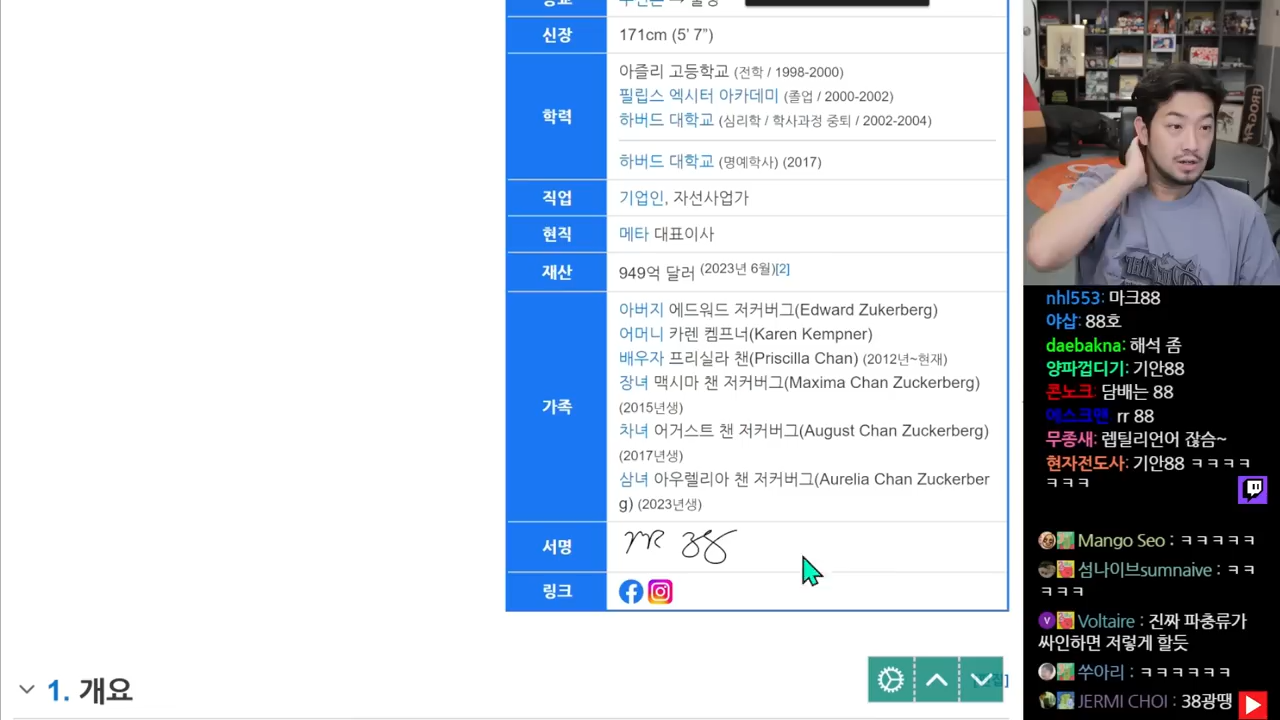 신장
171cm (5’ 7”)
학력
아즐리 고등학교 (전학 / 1998-2000)
필립스 엑시터 아카데미 (졸업 / 2000-2002)
하버드 대학교 (심리학 / 학사과정 중퇴 / 2002-2004)
하버드 대학교 (명예학사) (2017)
직업
기업인, 자선사업가
현직
메타 대표이사
재산
949억 달러 (2023년 6월)[2]
가족
아버지 에드워드 저커버그(Edward Zukerberg)
어머니 카렌 켐프너(Karen Kempner)
배우자 프리실라 챈(Priscilla Chan) (2012년~현재)
장녀 맥시마 챈 저커버그(Maxima Chan Zuckerberg)
(2015년생)
차녀 어거스트 챈 저커버그(August Chan Zuckerberg)
(2017년생)
삼녀 아우렐리아 챈 저커버그(Aurelia Chan Zuckerber
g) (2023년생)
서명
링크
1. 개요
nhl553: 마크88
야삽: 88호
daebakna: 해석 좀
양파껍디기: 기안88
콘노크: 담배는 88
에스크맨 rr 88
무종새: 렙틸리언어 잖슴~
현자전도사: 기안88 ㅋㅋㅋㅋ
ㅋㅋㅋ
Mango Seo : ㅋㅋㅋㅋㅋ
섬나이브sumnaive : ㅋㅋ
ㅋㅋㅋ
V Voltaire : 진짜 파충류가
싸인하면 저렇게 할듯
쑤아리 : ㅋㅋㅋㅋㅋㅋ
JERMI CHOI : 38광땡